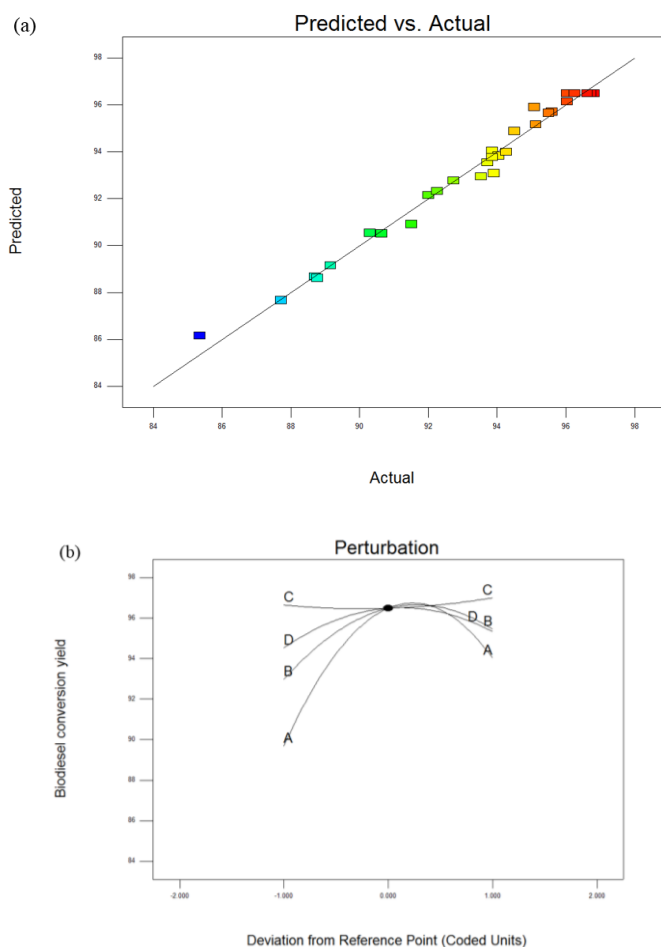 (a)
Predicted vs. Actual
98
96
94
92
90
88
86
84
Predicted
84 86 88 90 92 94 96 98
Actual
(b)
Perturbation
98
96
94
92
90
88
86
84
Biodiesel conversion yield
C C
D D B
B A
A
-2.000 -1.000 0.000 1.000 2.000
Deviation from Reference Point (Coded Units)